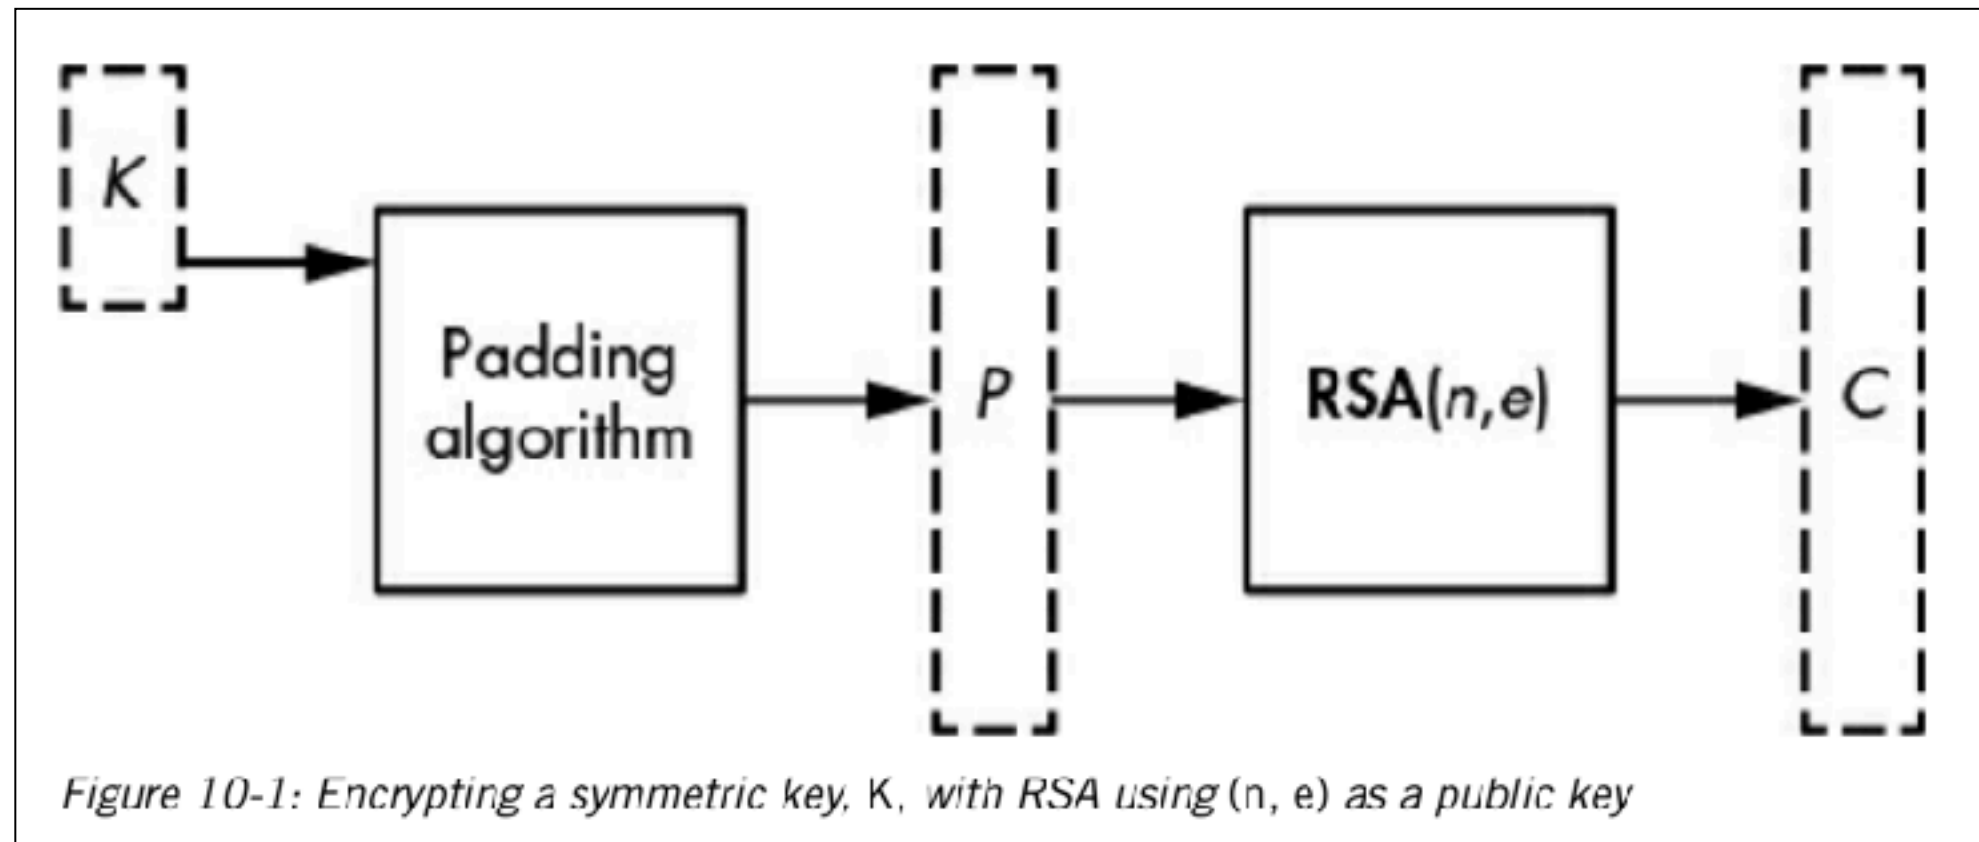 K
Padding
algorithm
P
RSA(n,e)
C
Figure 10-1: Encrypting a symmetric key, K, with RSA using (n, e) as a public key